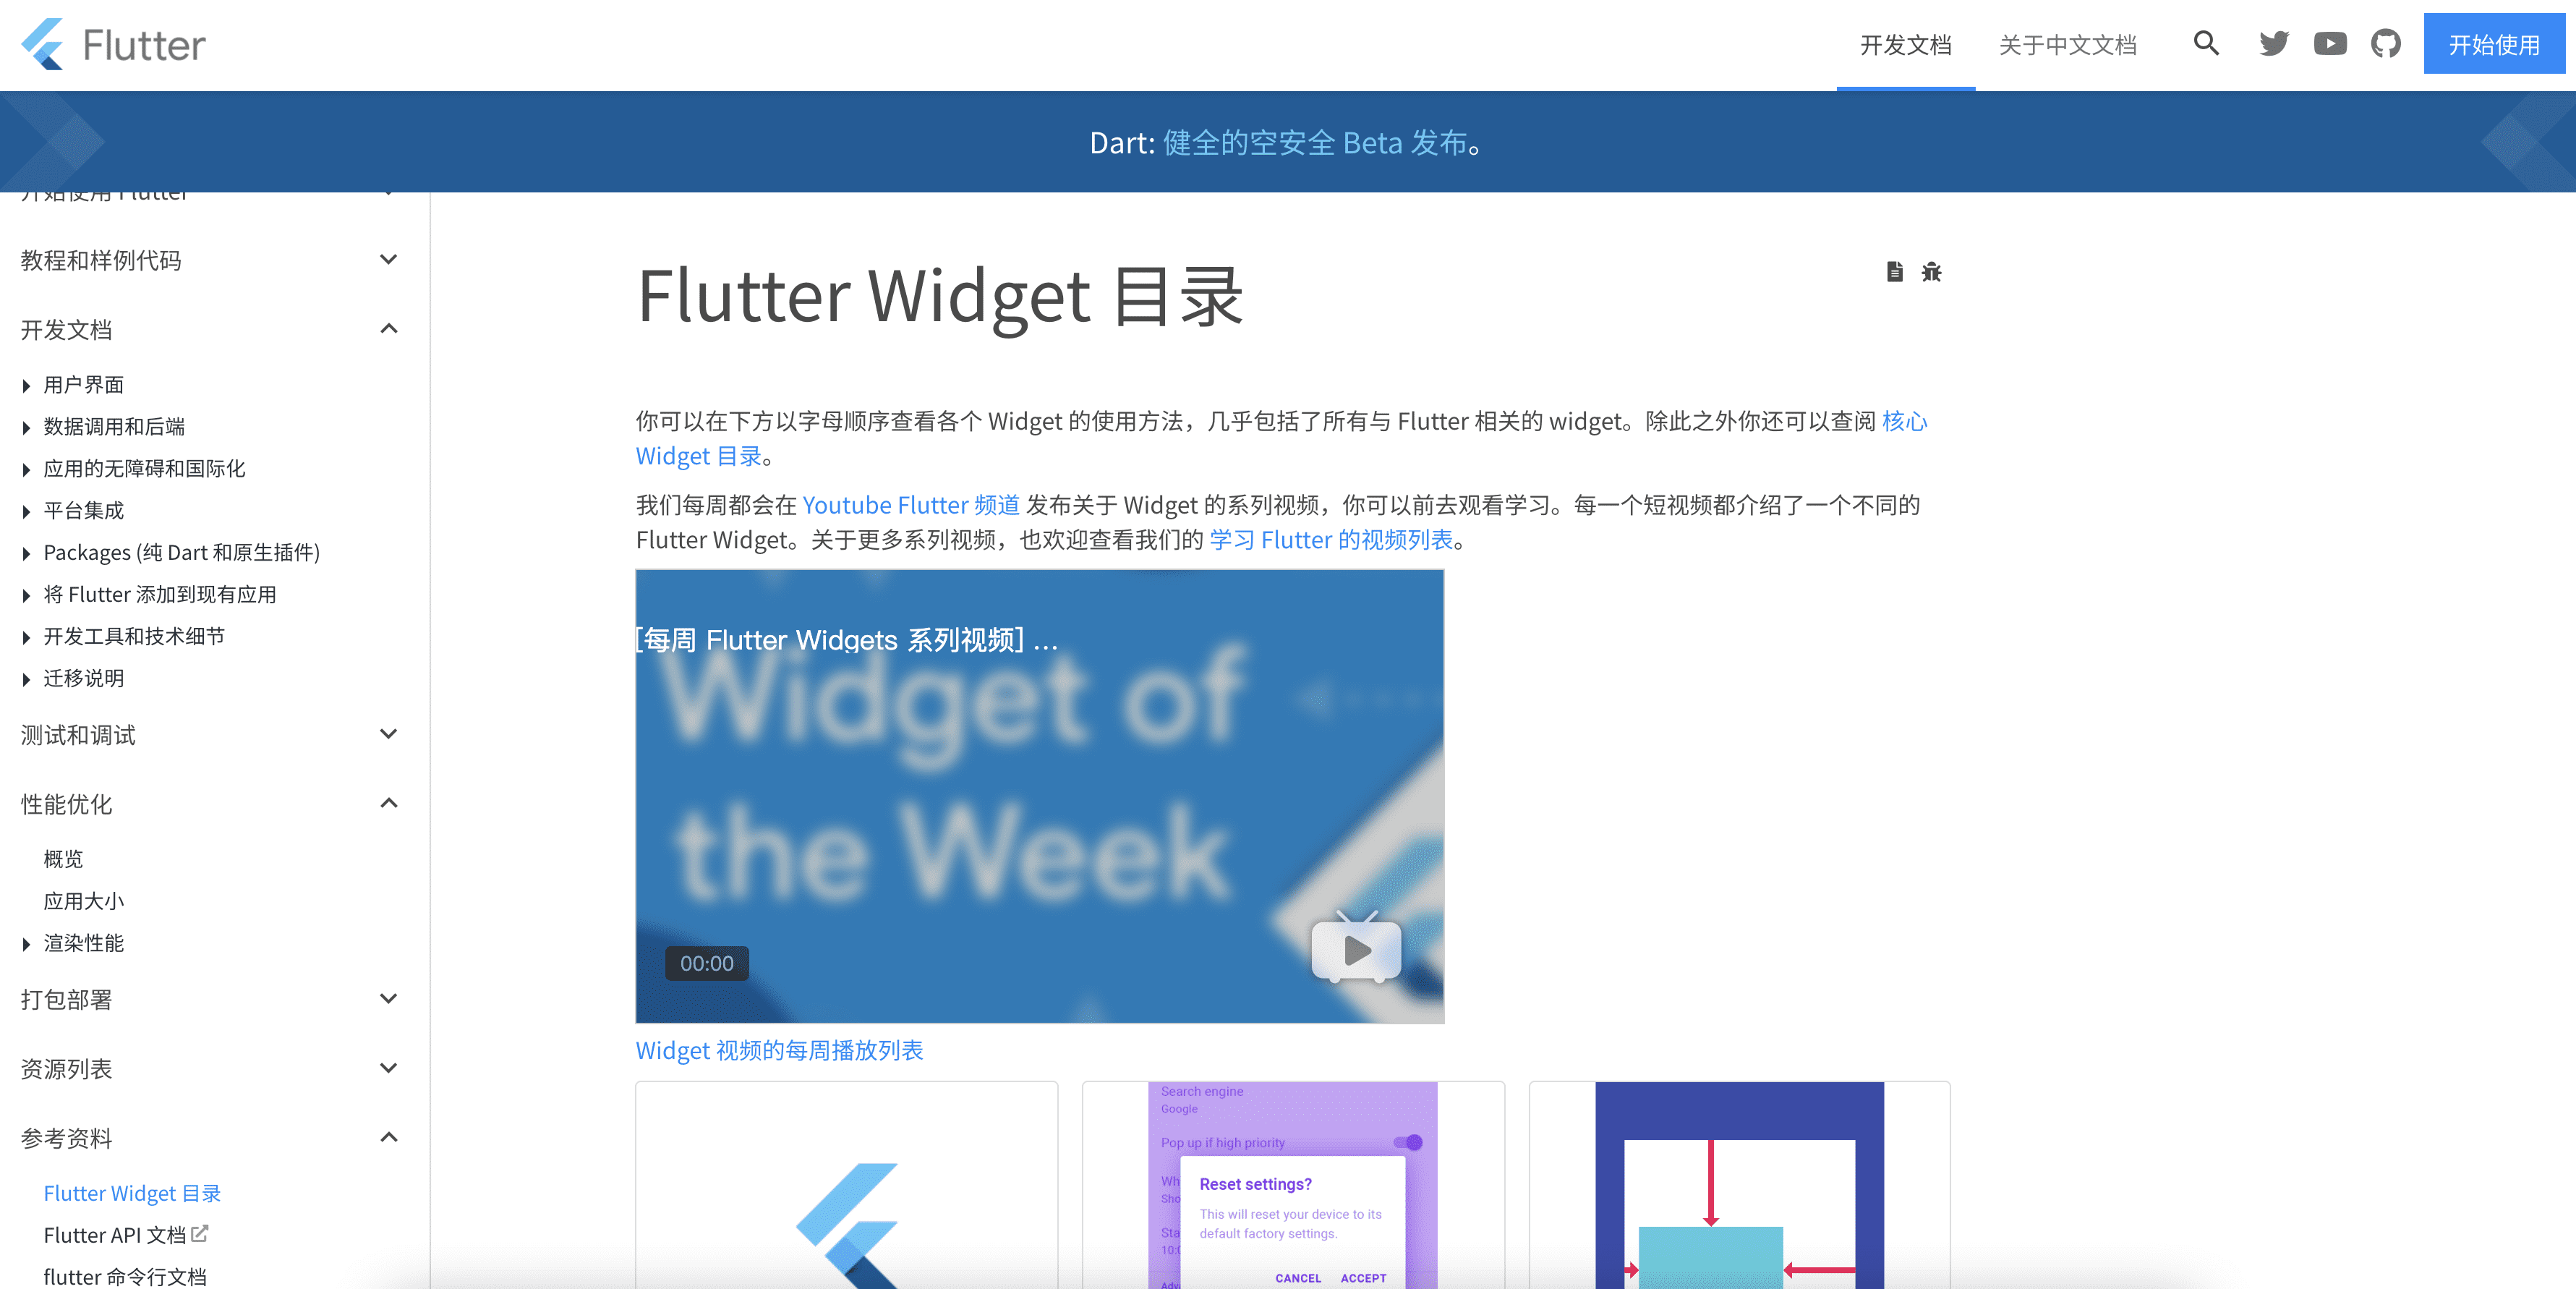 Flutter
开发文档
关于中文文档
开始使用
Dart: 健全的空安全 Beta 发布。
开始使用 Flutter
教程和样例代码
开发文档
用户界面
数据调用和后端
应用的无障碍和国际化
平台集成
Packages (纯 Dart 和原生插件)
将 Flutter 添加到现有应用
开发工具和技术细节
迁移说明
测试和调试
性能优化
概览
应用大小
渲染性能
打包部署
资源列表
参考资料
Flutter Widget 目录
Flutter API 文档
flutter 命令行文档
Flutter Widget 目录
你可以在下方以字母顺序查看各个 Widget 的使用方法，几乎包括了所有与 Flutter 相关的 widget。除此之外你还可以查阅 核心
Widget 目录。
我们每周都会在 Youtube Flutter 频道 发布关于 Widget 的系列视频，你可以前去观看学习。每一个短视频都介绍了一个不同的
Flutter Widget。关于更多系列视频，也欢迎查看我们的 学习 Flutter 的视频列表。
[每周 Flutter Widgets 系列视频] ...
Widget of
the Week
00:00
Widget 视频的每周播放列表
Search engine
Google
Pop up if high priority
Reset settings?
This will reset your device to its
default factory settings.
CANCEL ACCEPT